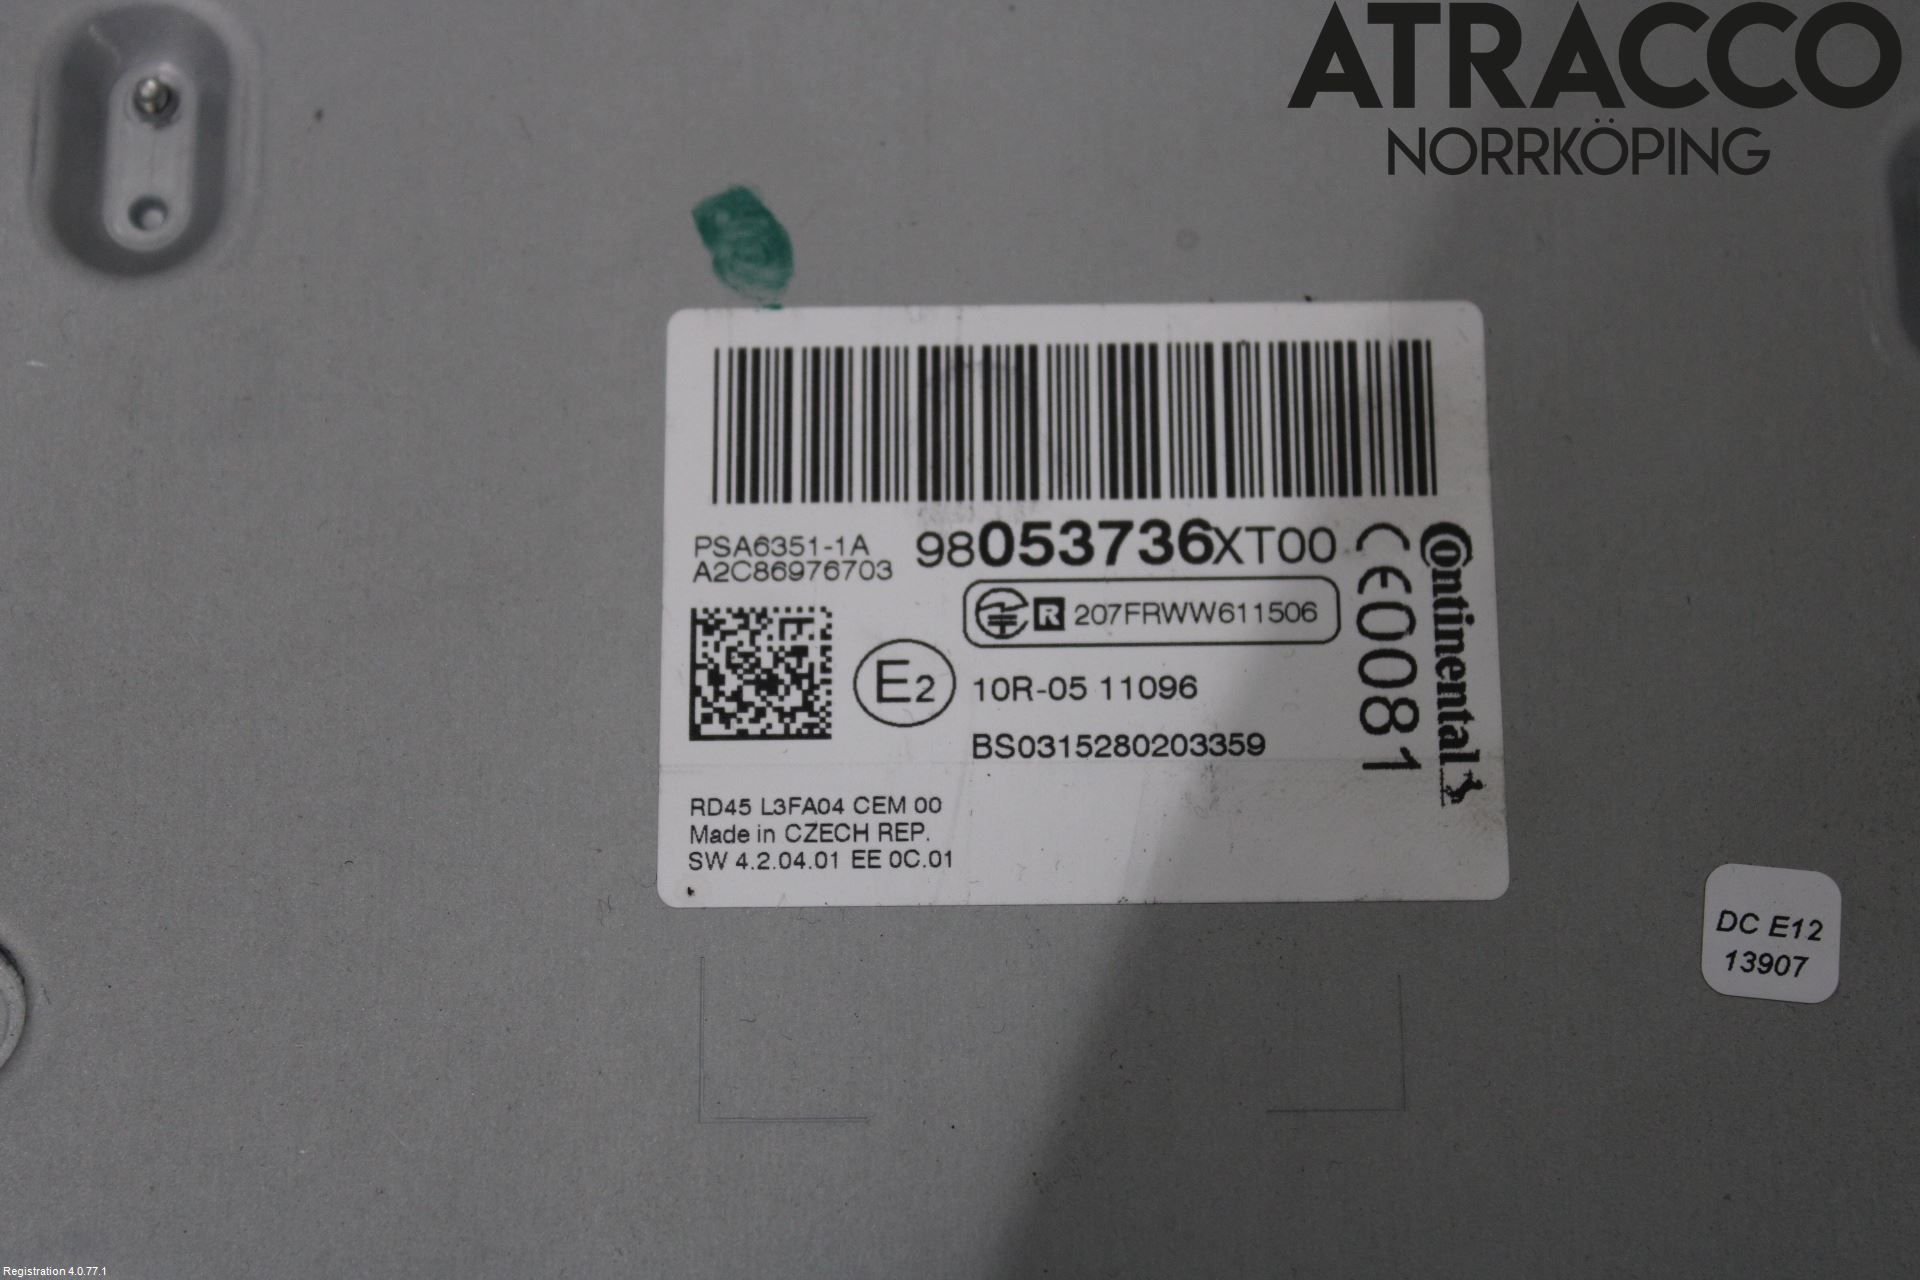 ATRACCO
NORRKÖPING
PSA6351-1A
A2C86976703
98053736XT00
R 207FRWW611506
E2
10R-05 11096
BS0315280203359
CE0081
Continental
RD45 L3FA04 CEM 00
Made in CZECH REP.
SW 4.2.04.01 EE 0C.01
DC E12
13907
Registration 4.0.77.1